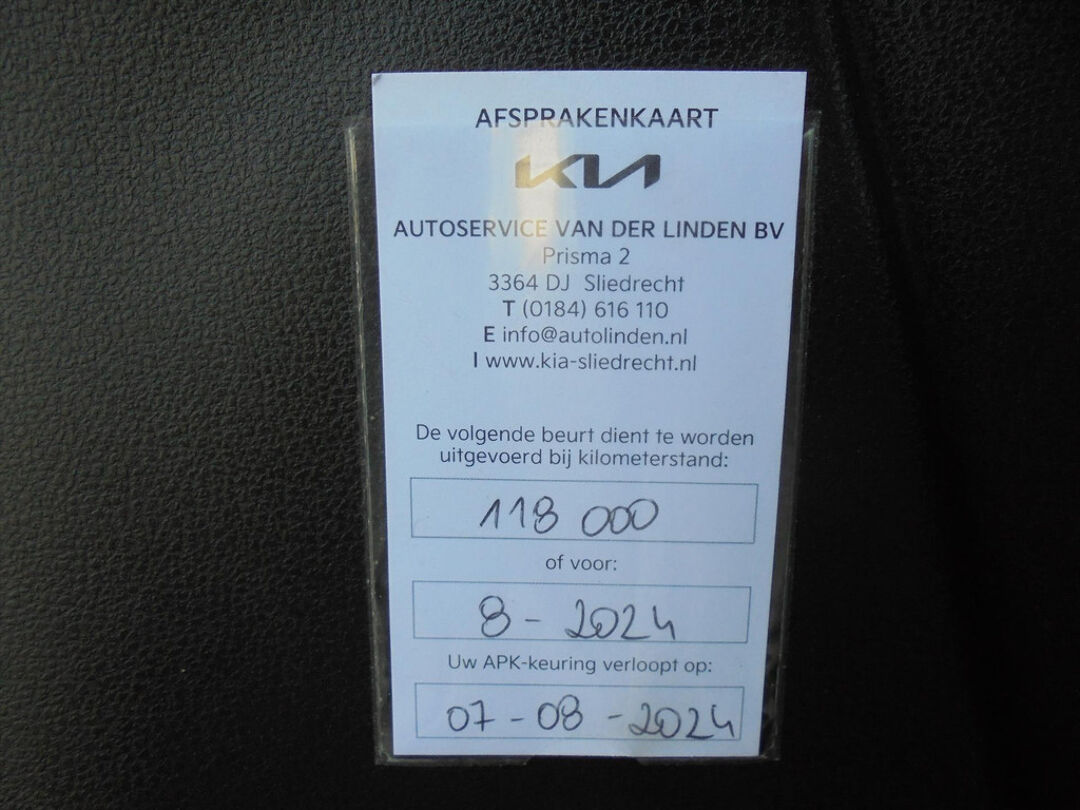 AFSPRAKENKAART
KIA
AUTOSERVICE VAN DER LINDEN BV
Prisma 2
3364 DJ Sliedrecht
T (0184) 616 110
E info@autolinden.nl
I www.kia-sliedrecht.nl
De volgende beurt dient te worden
uitgevoerd bij kilometerstand:
118 000
of voor:
8 - 2024
Uw APK-keuring verloopt op:
07 - 08 - 2024